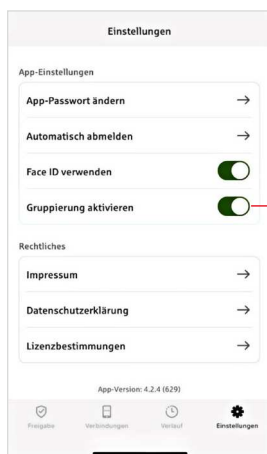 Einstellungen
App-Einstellungen
App-Passwort ändern
Automatisch abmelden
Face ID verwenden
Gruppierung aktivieren
Rechtliches
Impressum
Datenschutzerklärung
Lizenzbestimmungen
App-Version: 4.2.4 (629)
Freigabe Verbindungen Verlauf Einstellungen